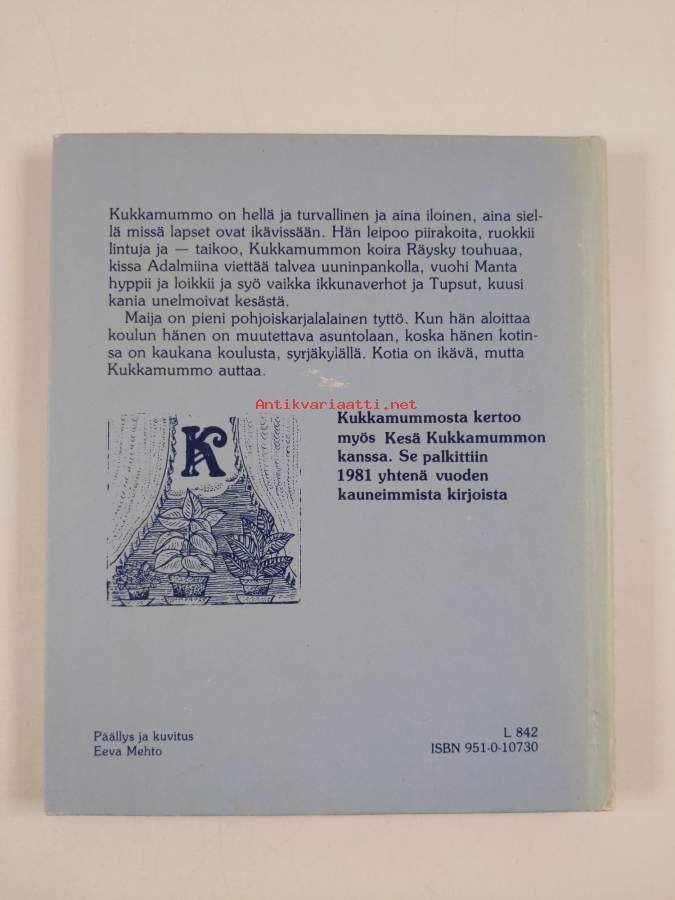 Kukkamummo on hellä ja turvallinen ja aina iloinen, aina siel-
lä missä lapset ovat ikävissään. Hän leipoo piirakoita, ruokkii
lintuja ja — taikoo, Kukkamummon koira Räysky touhuaa,
kissa Adalmiina viettää talvea uuninpankolla, vuohi Manta
hyppii ja loikkii ja syö vaikka ikkunaverhot ja Tupsut, kuusi
kania unelmoivat kesästä.
Maija on pieni pohjoiskarjalalainen tyttö. Kun hän aloittaa
koulun hänen on muutettava asuntolaan, koska hänen kotin-
sa on kaukana koulusta, syrjäkylällä. Kotia on ikävä, mutta
Kukkamummo auttaa.
Antikvariaatti.net
K
Kukkamummosta kertoo
myös Kesä Kukkamummon
kanssa. Se palkittiin
1981 yhtenä vuoden
kauneimmista kirjoista
Päällys ja kuvitus
Eeva Mehto
L 842
ISBN 951-0-10730